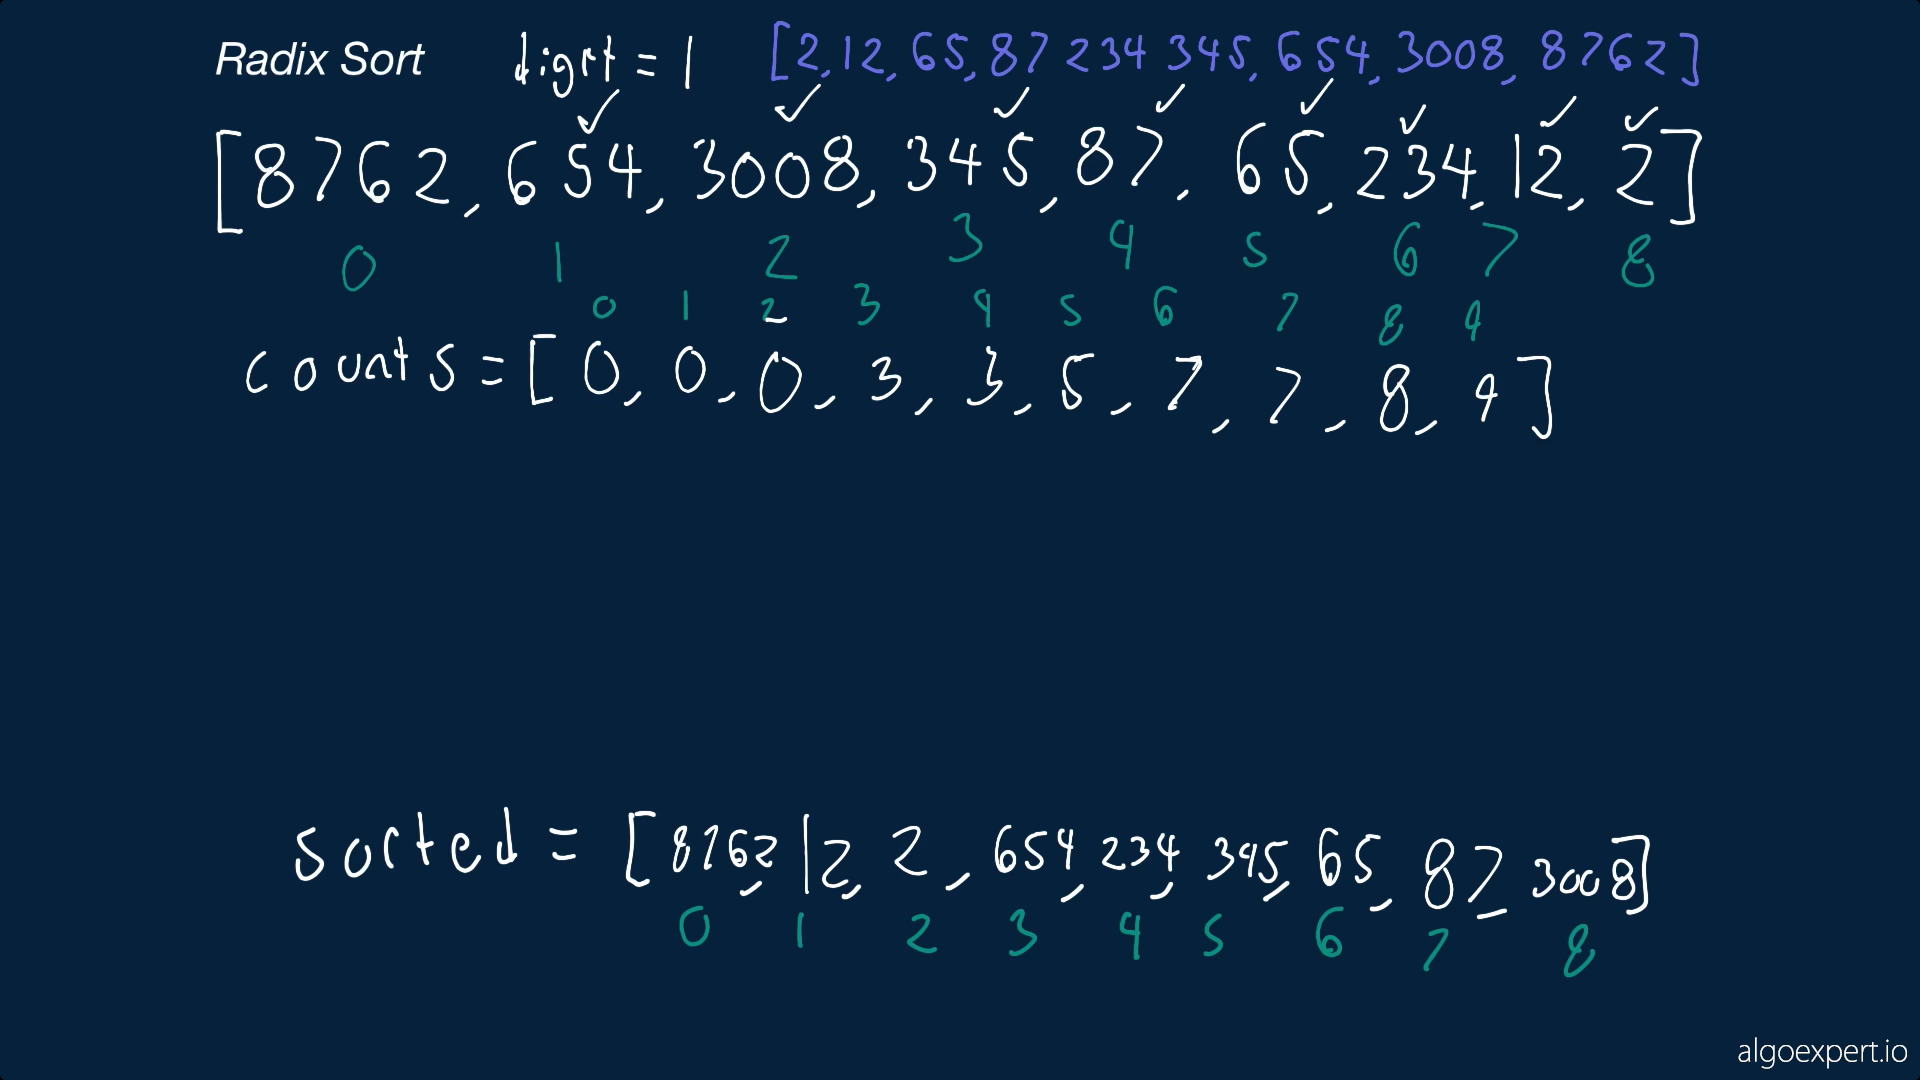 Radix Sort digit = 1 [2, 12, 65, 87 234 345, 654, 3008, 8762]
[8762, 654, 3008, 345, 87, 65, 234, 12, 2]
0 1 2 3 4 5 6 7 8
0 1 2 3 4 5 6 7 8 9
counts = [0, 0, 0, 3, 3, 5, 7, 7, 8, 9]
sorted = [8762, 12, 2, 654, 234, 345, 65, 87, 3008]
0 1 2 3 4 5 6 7 8
algoexpert.io